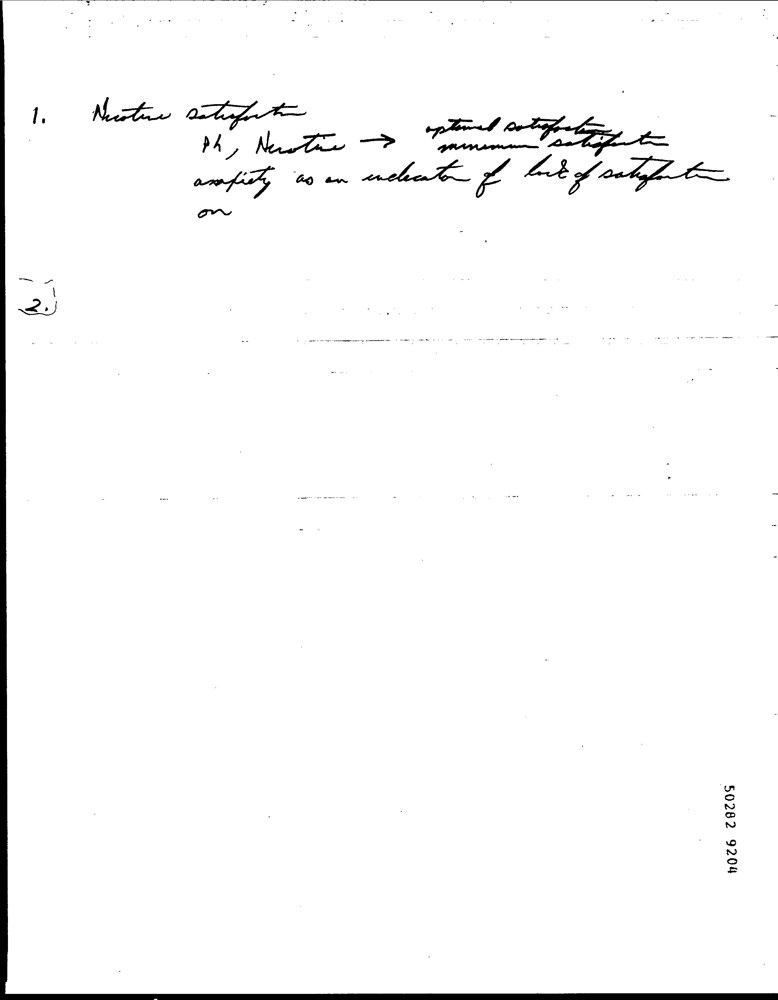 1. Nicotine satisfaction
optimal satisfaction
Ph, Nicotine → minimum satisfaction
anxiety as an indicator of lack of satisfaction
on
2.
50282 9204